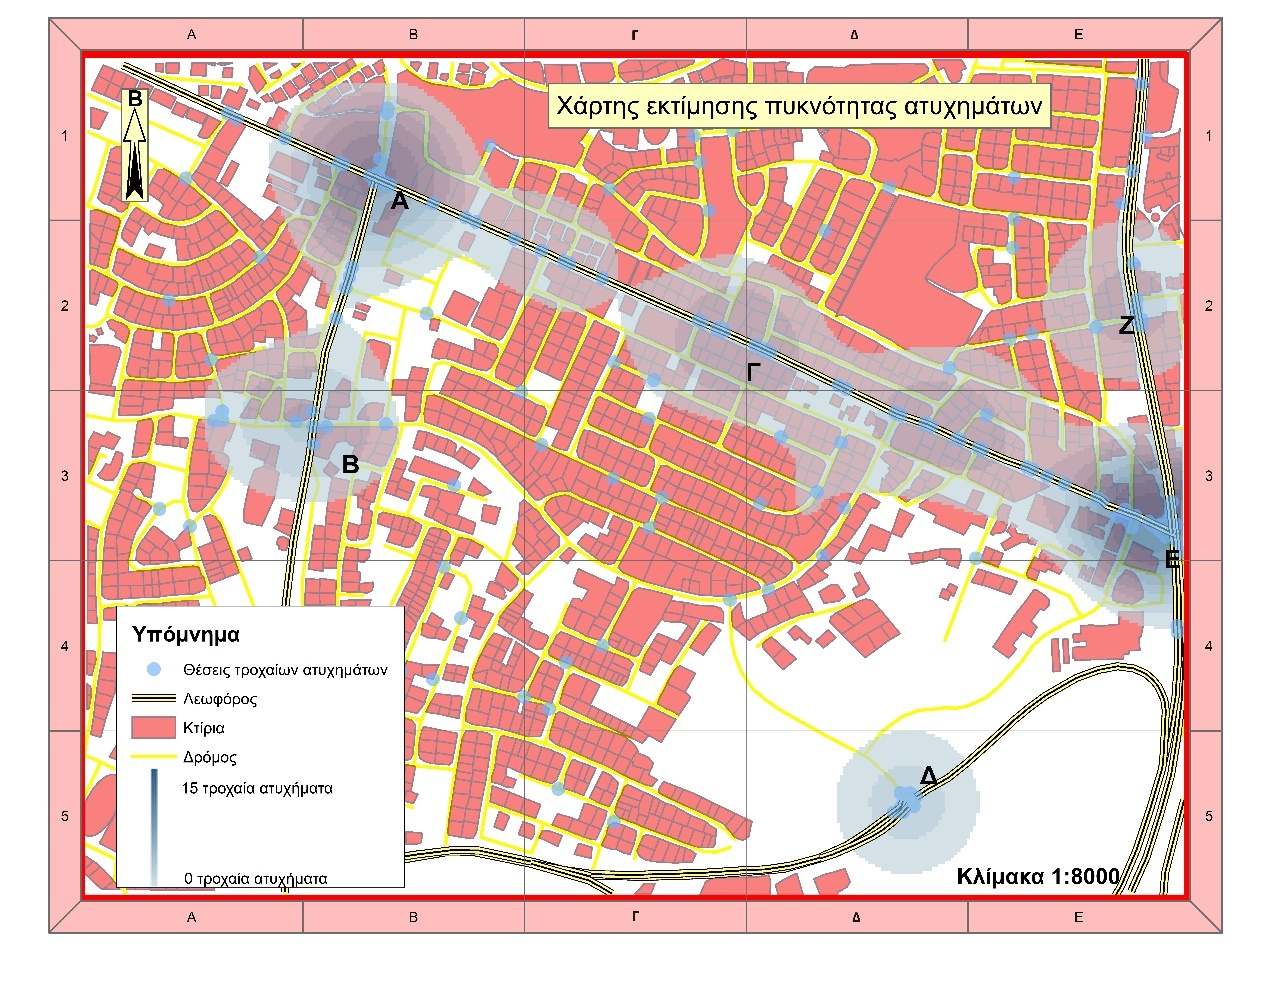 Α Β Γ Δ Ε
Β
Χάρτης εκτίμησης πυκνότητας ατυχημάτων
1 1
Α
2 2
Ζ
Γ
Β
3 3
Ε
Υπόμνημα
Θέσεις τροχαίων ατυχημάτων
4 4
Λεωφόρος
Κτίρια
Δρόμος
Δ
15 τροχαία ατυχήματα
5 5
0 τροχαία ατυχήματα
Κλίμακα 1:8000
Α Β Γ Δ Ε